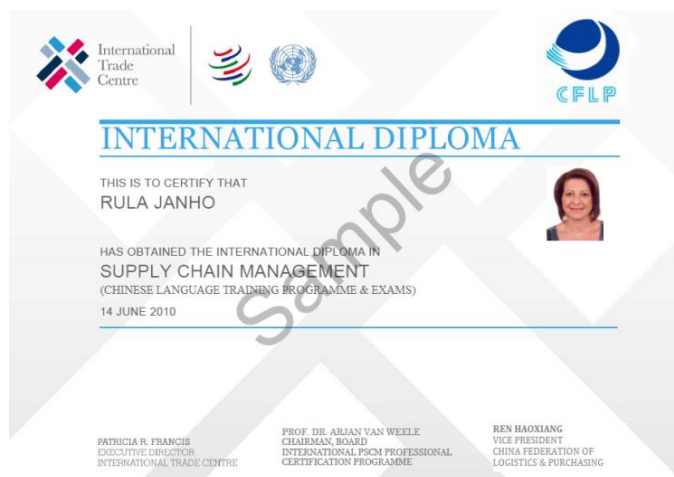 International
Trade
Centre
CFLP
INTERNATIONAL DIPLOMA
THIS IS TO CERTIFY THAT
RULA JANHO
HAS OBTAINED THE INTERNATIONAL DIPLOMA IN
SUPPLY CHAIN MANAGEMENT
(CHINESE LANGUAGE TRAINING PROGRAMME & EXAMS)
14 JUNE 2010
Sample
PATRICIA R. FRANCIS
EXECUTIVE DIRECTOR
INTERNATIONAL TRADE CENTRE
PROF. DR. ARJAN VAN WEELE
CHAIRMAN, BOARD
INTERNATIONAL PSCM PROFESSIONAL
CERTIFICATION PROGRAMME
REN HAOXIANG
VICE PRESIDENT
CHINA FEDERATION OF
LOGISTICS & PURCHASING